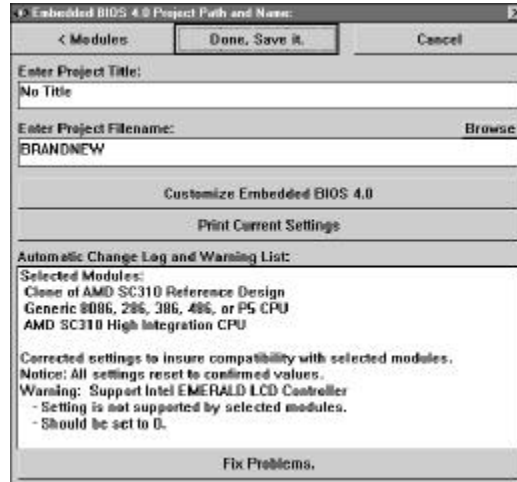 Embedded BIOS 4.0 Project Path and Name:
< Modules
Done, Save it.
Cancel
Enter Project Title:
No Title
Enter Project Filename:
Browse
BRANDNEW
Customize Embedded BIOS 4.0
Print Current Settings
Automatic Change Log and Warning List:
Selected Modules:
Clone of AMD SC310 Reference Design
Generic 8086, 286, 386, 486, or P5 CPU
AMD SC310 High Integration CPU
Corrected settings to insure compatibility with selected modules.
Notice: All settings reset to confirmed values.
Warning: Support Intel EMERALD LCD Controller
- Setting is not supported by selected modules.
- Should be set to 0.
Fix Problems.